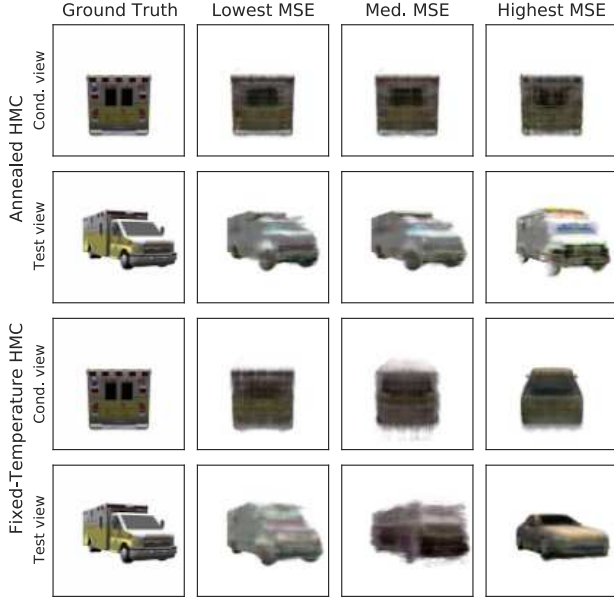 Ground Truth Lowest MSE Med. MSE Highest MSE
Annealed HMC
Cond. view
Test view
Fixed-Temperature HMC
Cond. view
Test view